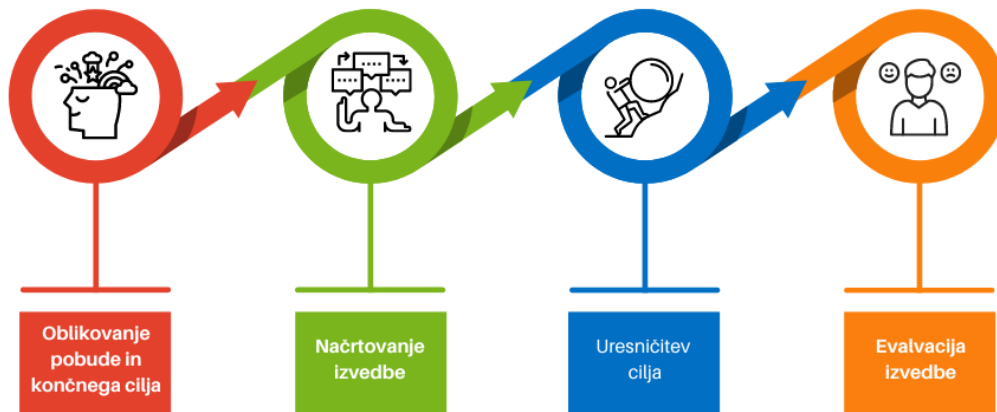 Oblikovanje
pobude in
končnega cilja
Načrtovanje
izvedbe
Uresničitev
cilja
Evalvacija
izvedbe